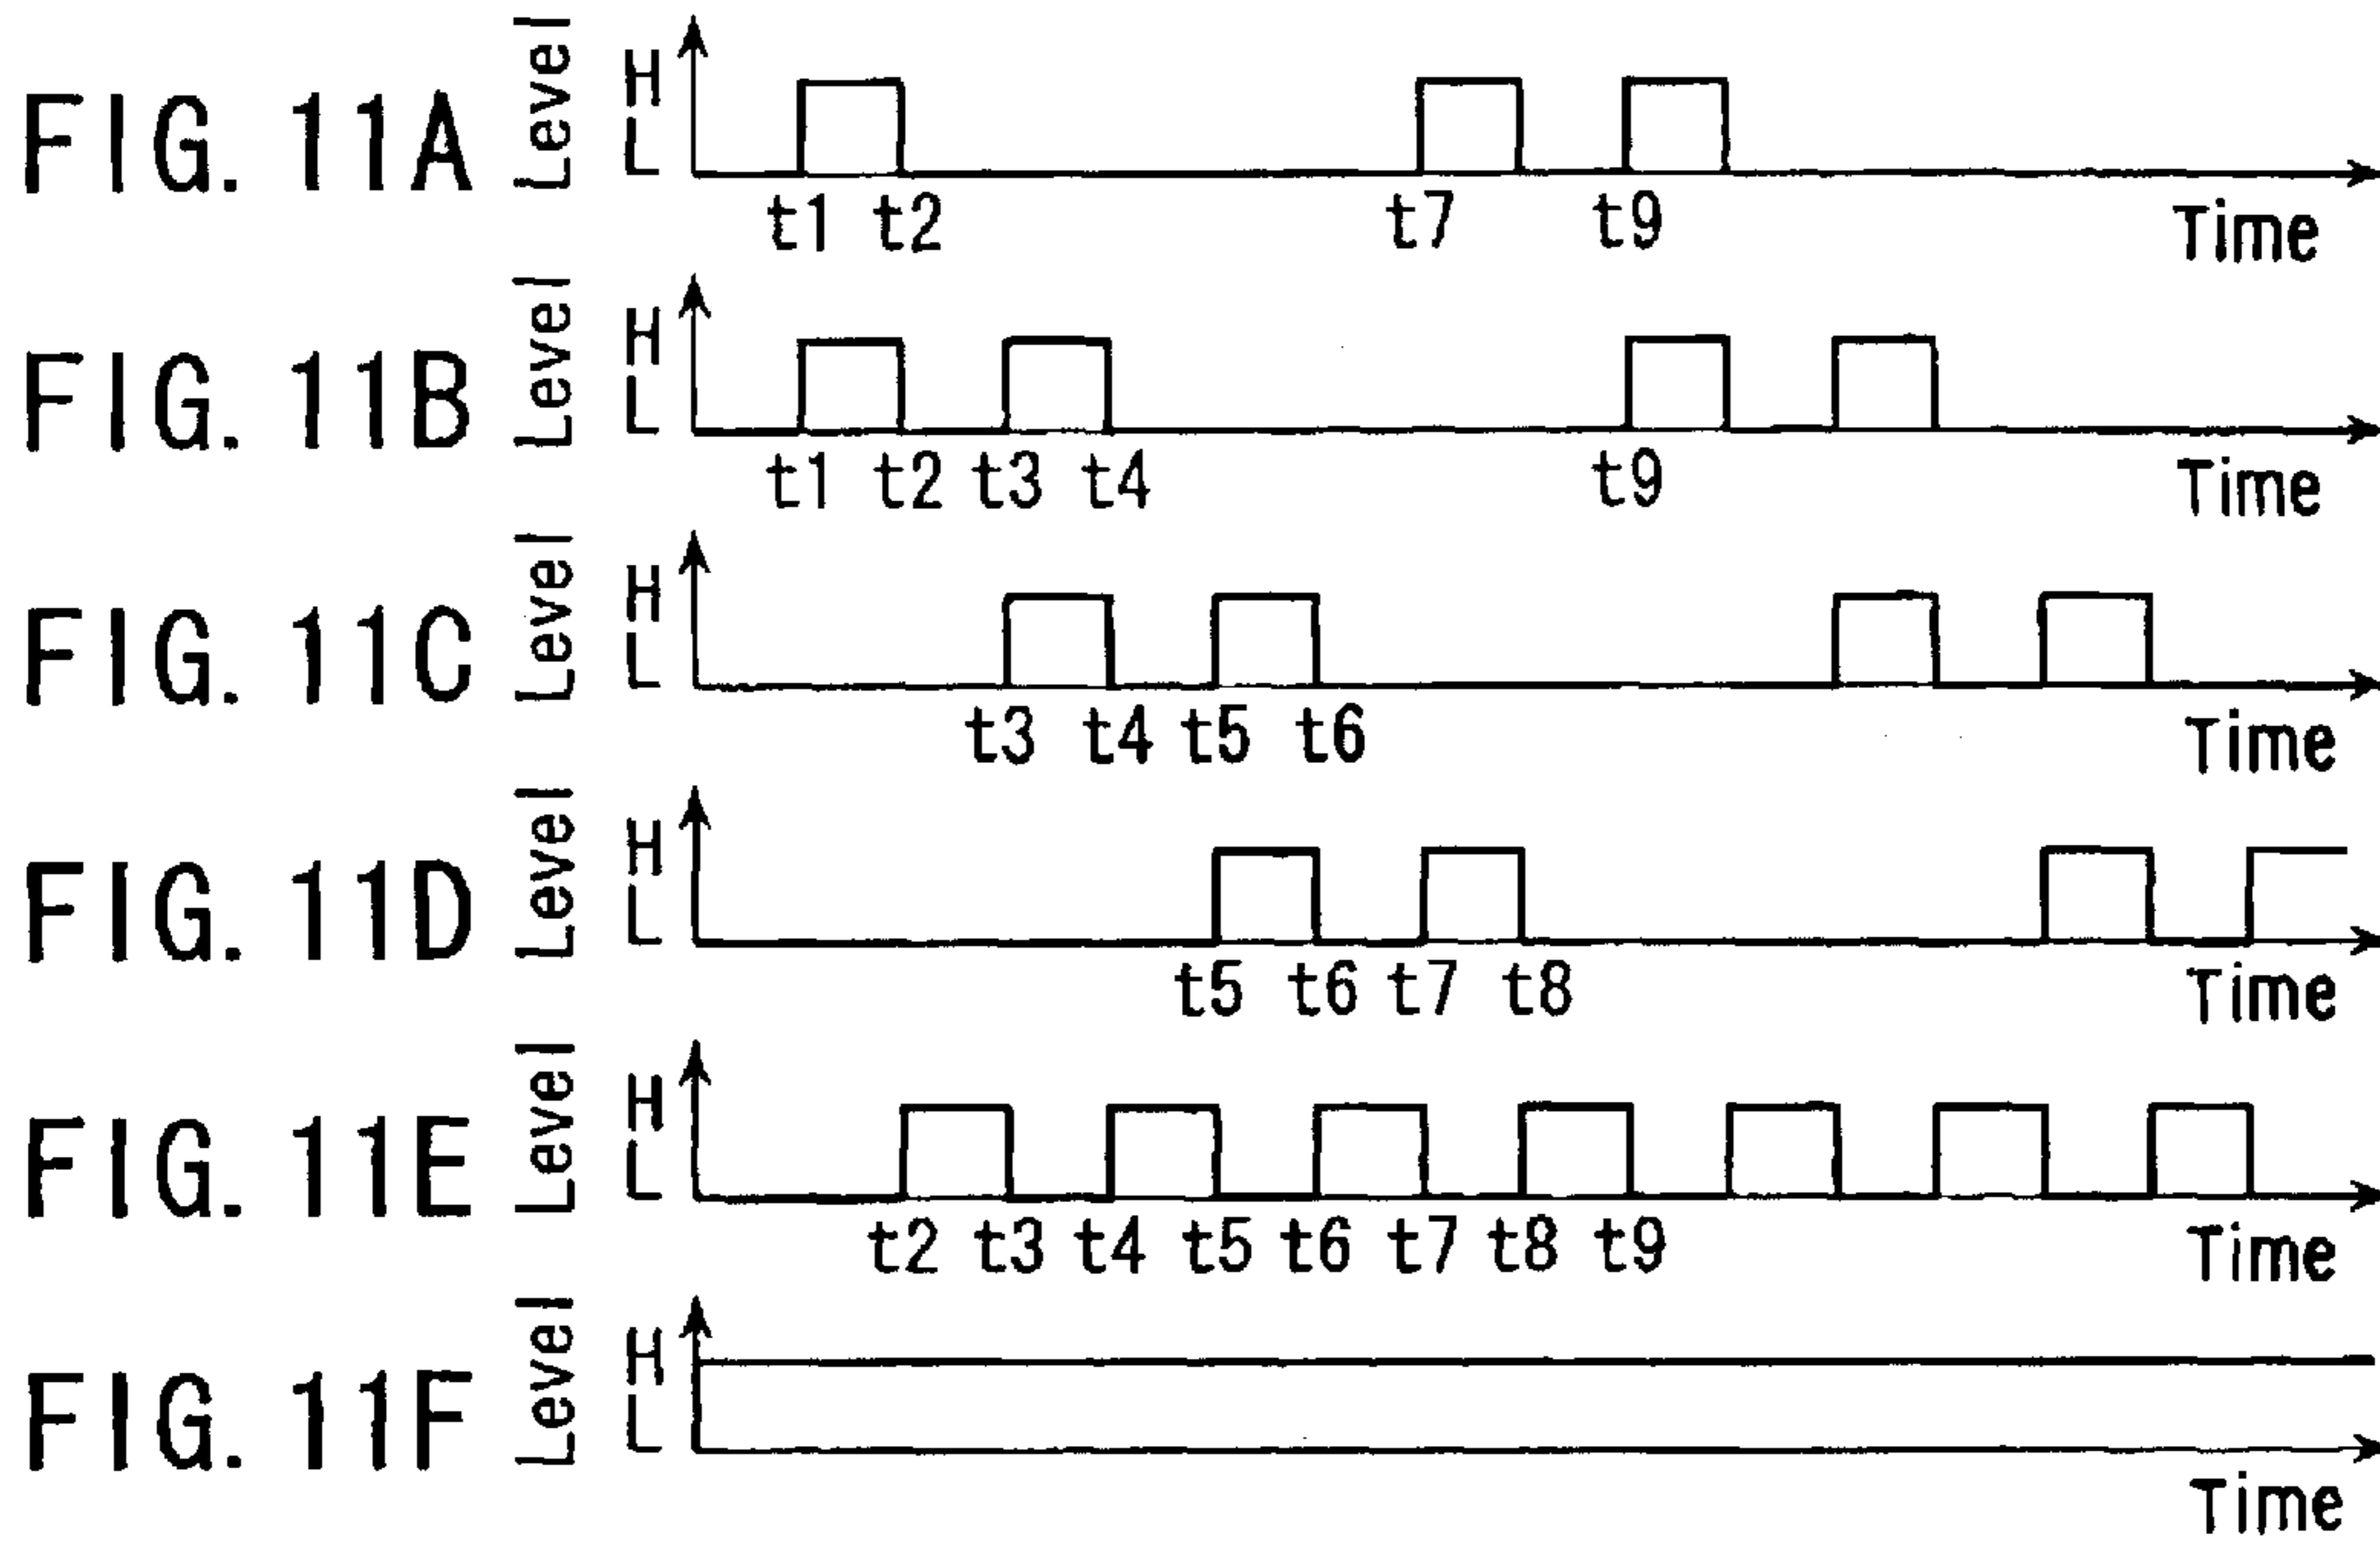 FIG. 11A
Level
H
L
t1 t2 t7 t9
Time
FIG. 11B
Level
H
L
t1 t2 t3 t4 t9
Time
FIG. 11C
Level
H
L
t3 t4 t5 t6
Time
FIG. 11D
Level
H
L
t5 t6 t7 t8
Time
FIG. 11E
Level
H
L
t2 t3 t4 t5 t6 t7 t8 t9
Time
FIG. 11F
Level
H
L
Time